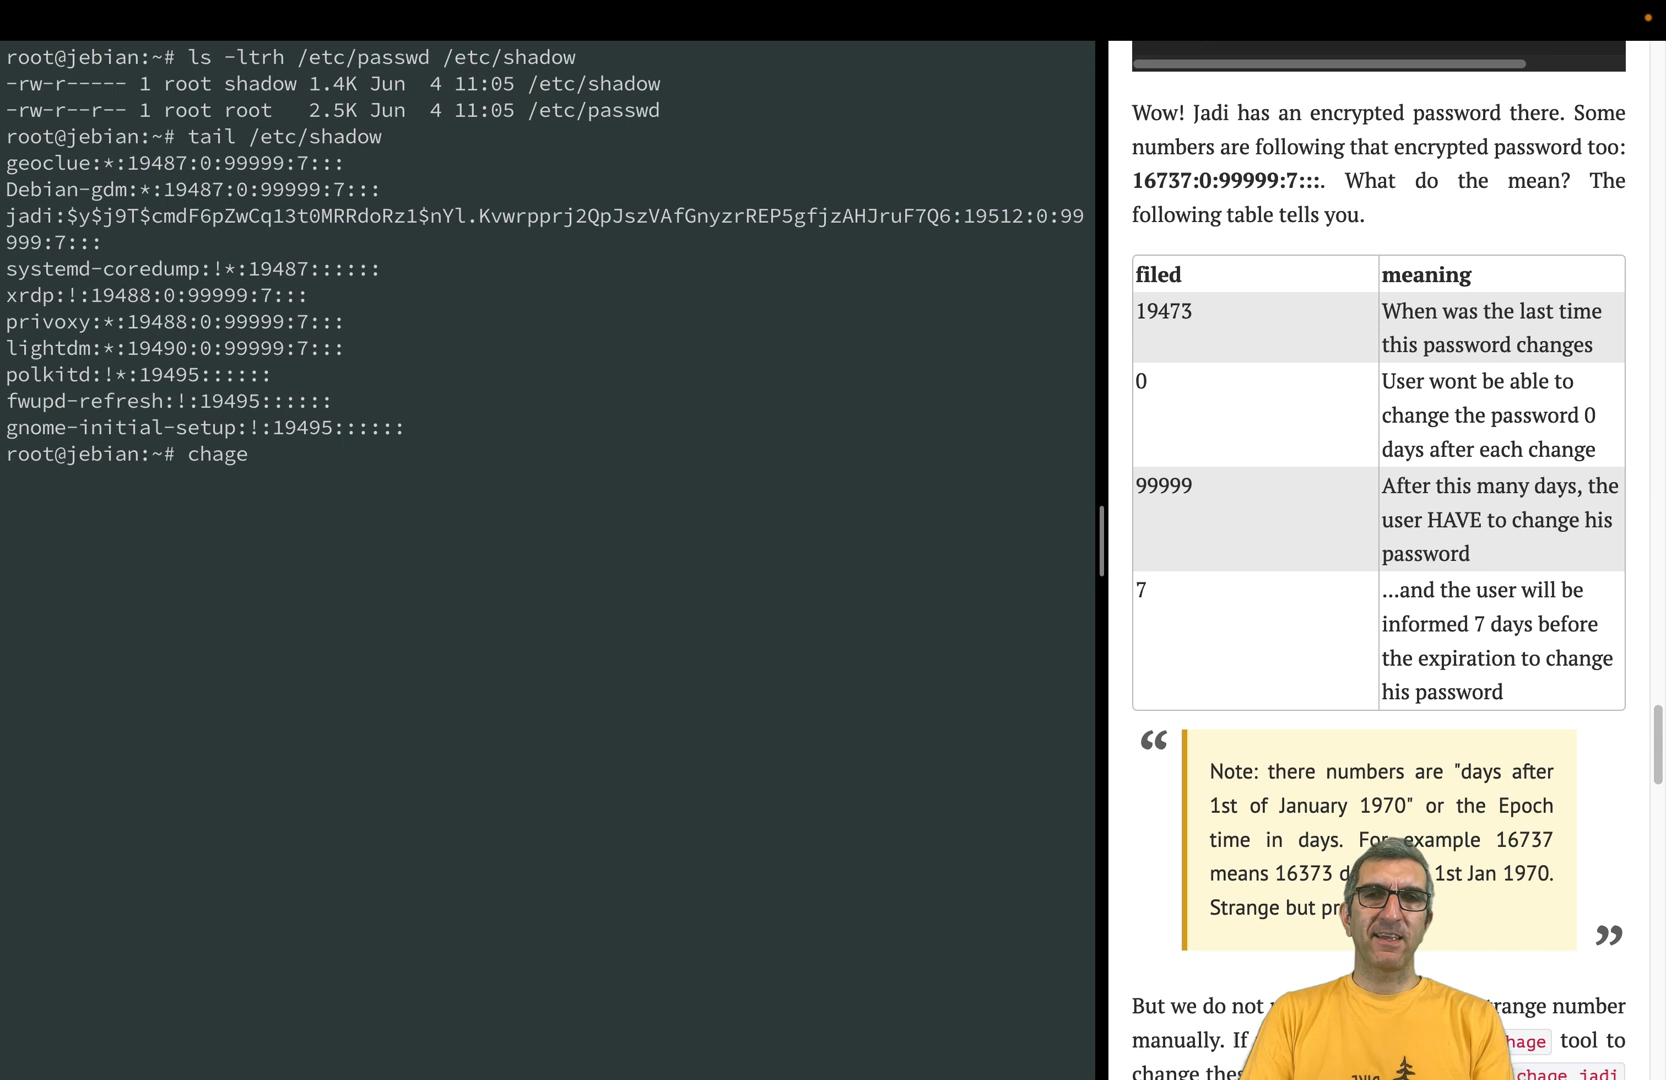 root@jebian:~# ls -ltrh /etc/passwd /etc/shadow
-rw-r----- 1 root shadow 1.4K Jun  4 11:05 /etc/shadow
-rw-r--r-- 1 root root   2.5K Jun  4 11:05 /etc/passwd
root@jebian:~# tail /etc/shadow
geoclue:*:19487:0:99999:7:::
Debian-gdm:*:19487:0:99999:7:::
jadi:$y$j9T$cmdF6pZwCq13t0MRRdoRz1$nYl.Kvwrpprj2QpJszVAfGnyzrREP5gfjzAHJruF7Q6:19512:0:99
999:7:::
systemd-coredump:!*:19487::::::
xrdp:!:19488:0:99999:7:::
privoxy:*:19488:0:99999:7:::
lightdm:*:19490:0:99999:7:::
polkitd:!*:19495::::::
fwupd-refresh:!:19495::::::
gnome-initial-setup:!:19495::::::
root@jebian:~# chage
Wow! Jadi has an encrypted password there. Some
numbers are following that encrypted password too:
16737:0:99999:7:::. What do the mean? The
following table tells you.
filed meaning
19473 When was the last time
this password changes
0 User wont be able to
change the password 0
days after each change
99999 After this many days, the
user HAVE to change his
password
7 ...and the user will be
informed 7 days before
the expiration to change
his password
“
Note: there numbers are "days after
1st of January 1970" or the Epoch
time in days. For example 16737
means 16373 1st Jan 1970.
Strange but
”
But we do not number
manually. If tool to
change chage jadi